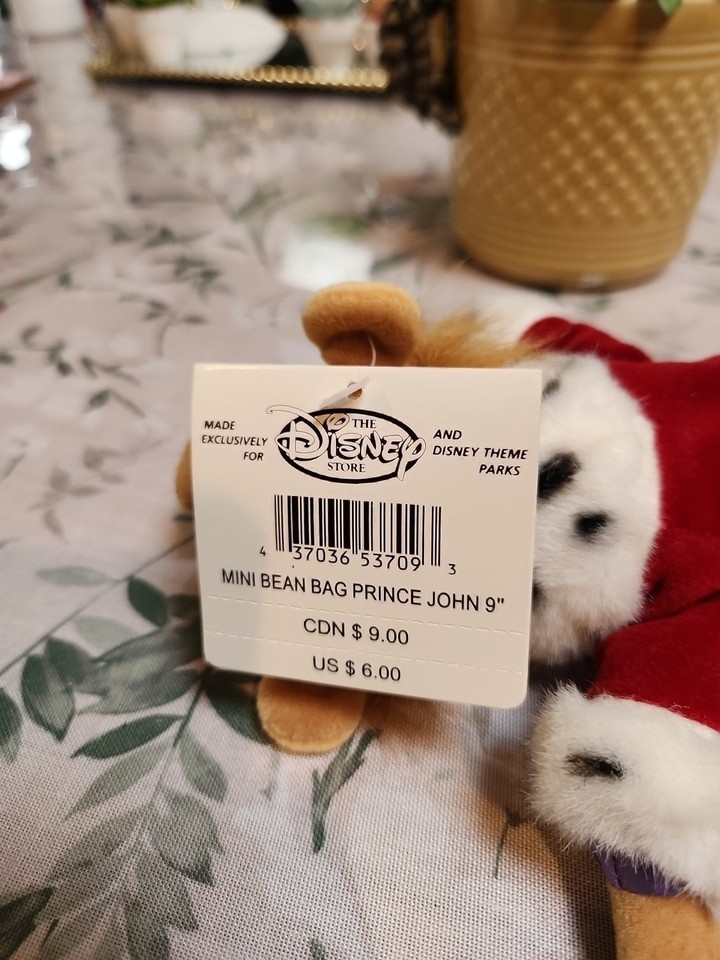 MADE EXCLUSIVELY FOR
THE
Disney
STORE
AND DISNEY THEME PARKS
4 37036 53709 3
MINI BEAN BAG PRINCE JOHN 9"
CDN $ 9.00
US $ 6.00